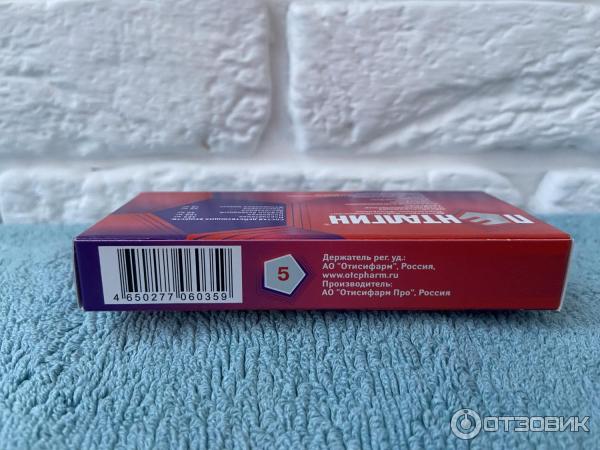 ПЕНТАЛГИН
Держатель рег. уд.:
АО "Отисифарм", Россия,
www.otcpharm.ru
Производитель:
АО "Отисифарм Про", Россия
5
4 650277 060359
ОТЗОВИК